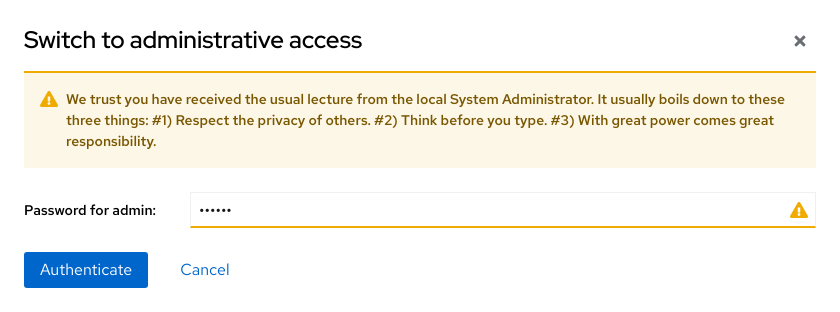 Switch to administrative access
We trust you have received the usual lecture from the local System Administrator. It usually boils down to these
three things: #1) Respect the privacy of others. #2) Think before you type. #3) With great power comes great
responsibility.
Password for admin:
••••••
Authenticate
Cancel